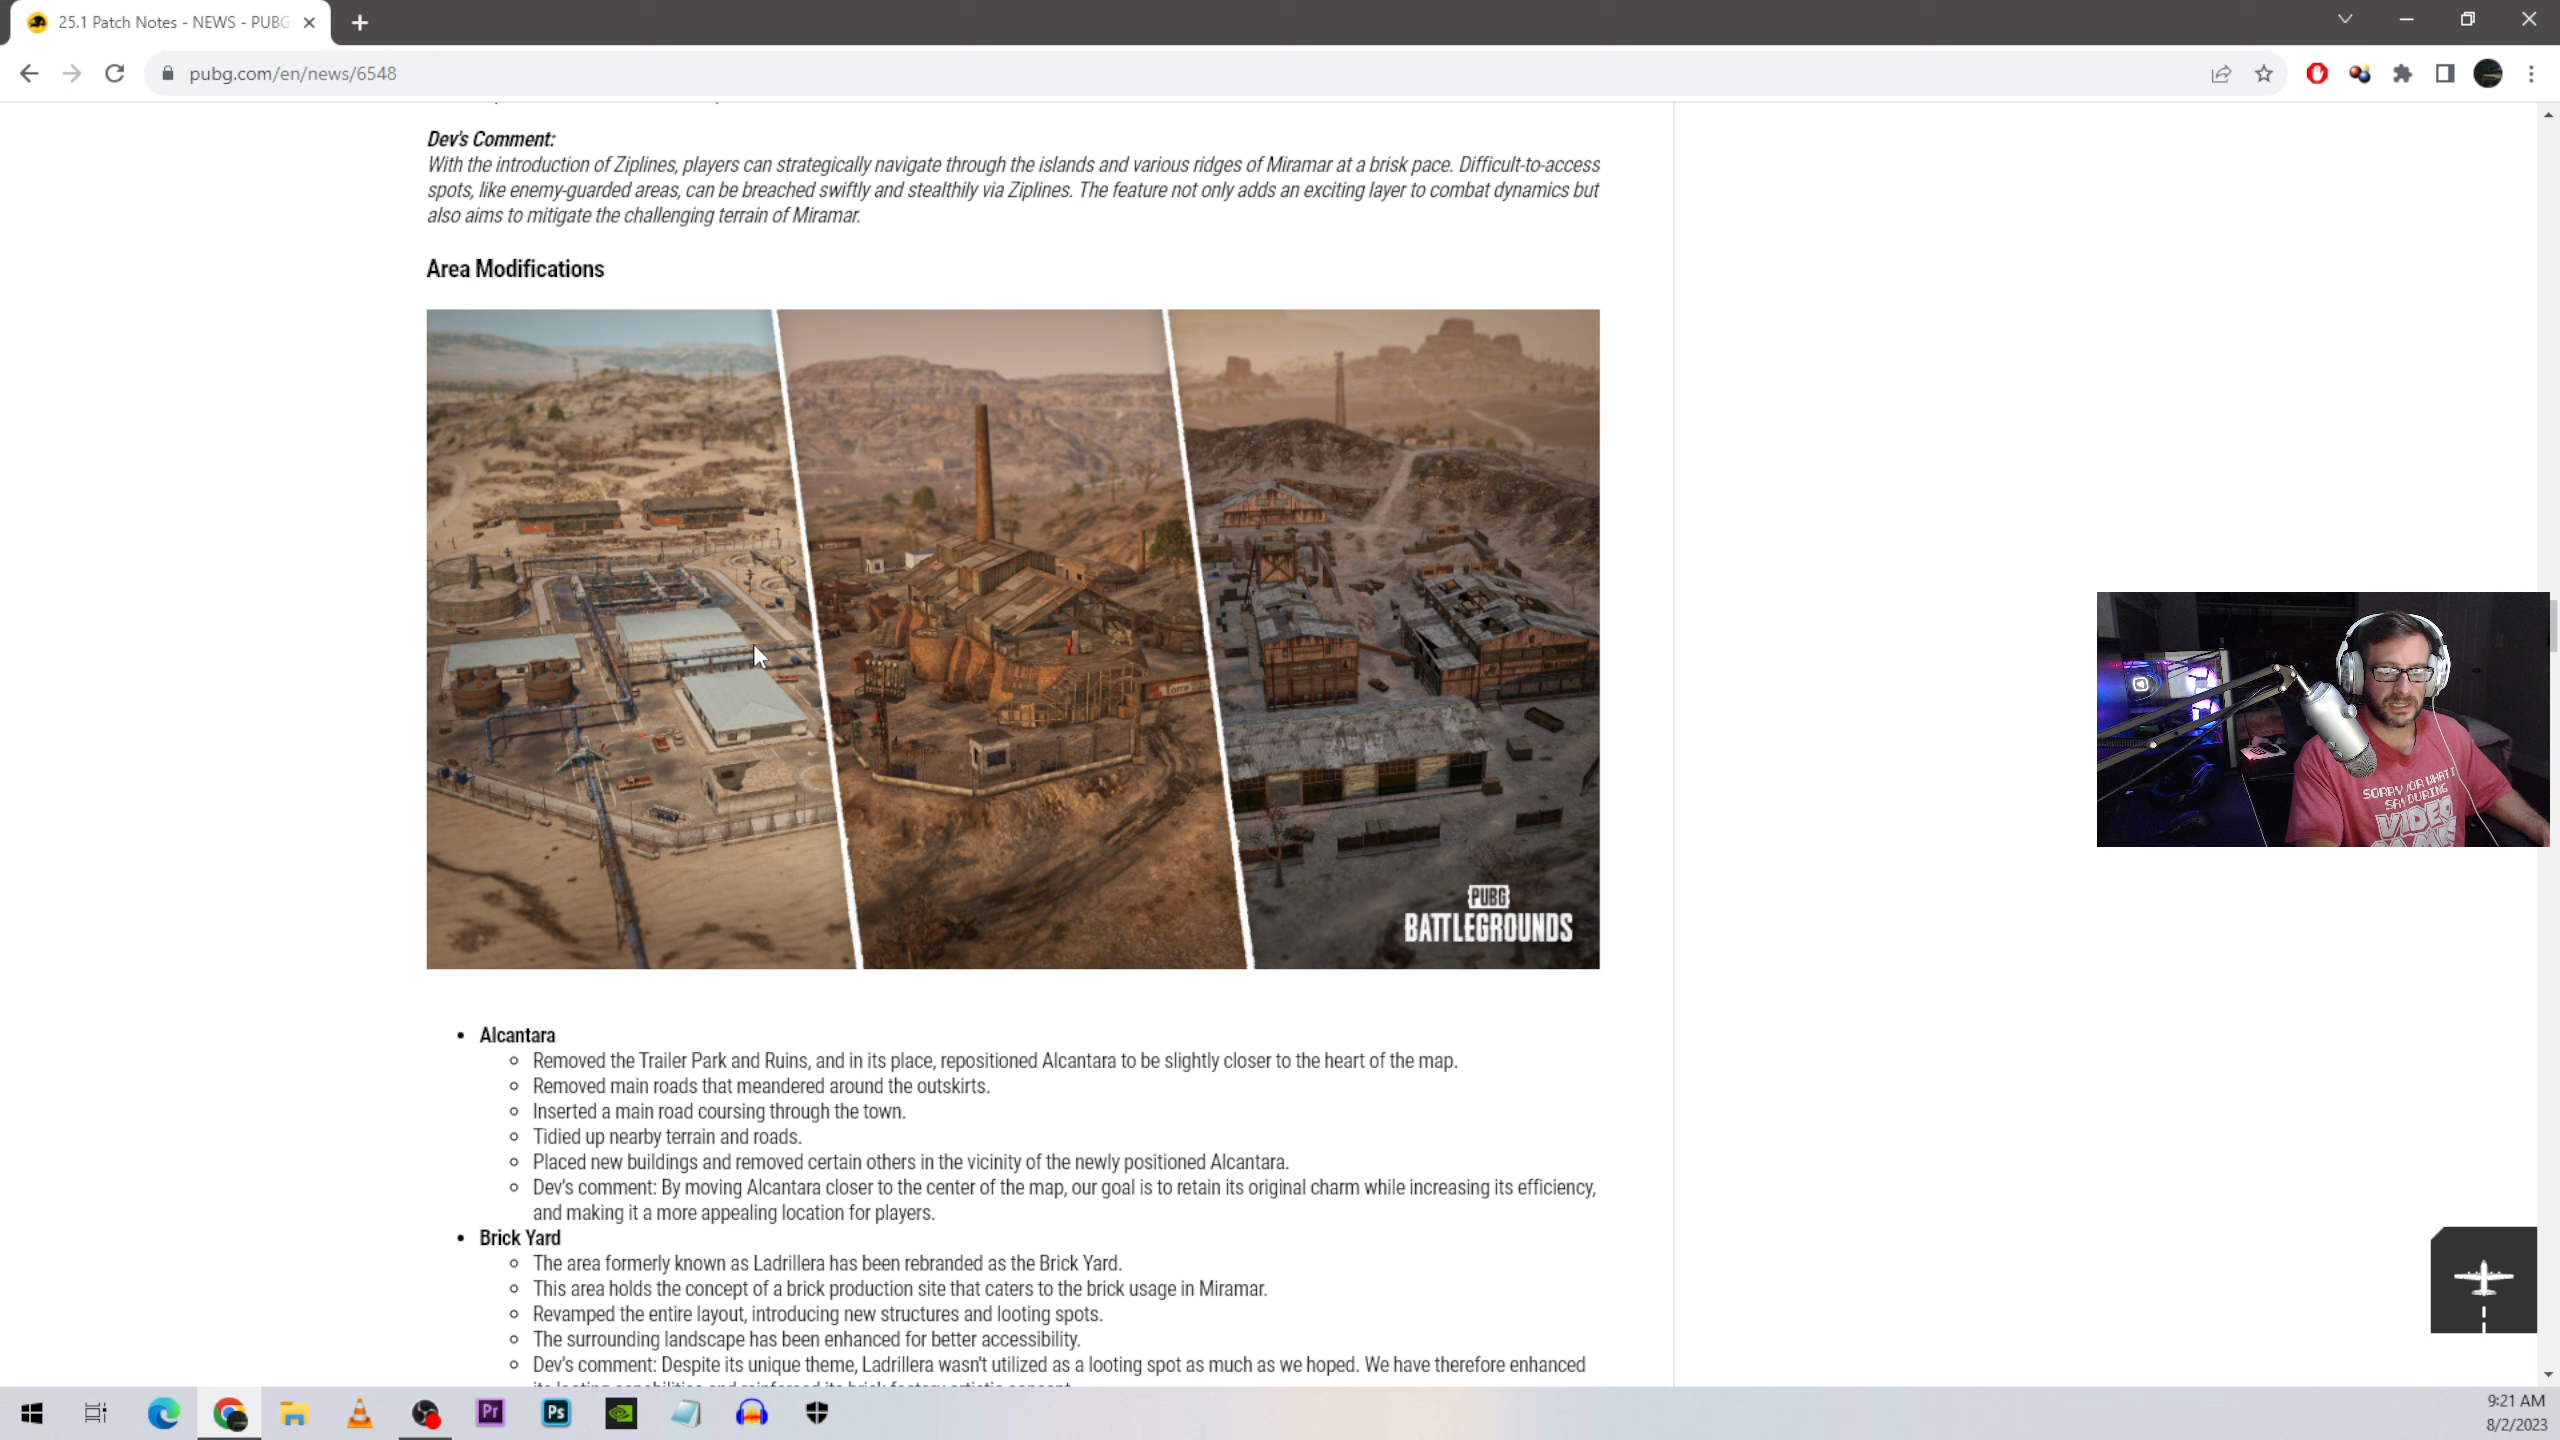 25.1 Patch Notes - NEWS - PUBG
pubg.com/en/news/6548
Dev's Comment:
With the introduction of Ziplines, players can strategically navigate through the islands and various ridges of Miramar at a brisk pace. Difficult-to-access
spots, like enemy-guarded areas, can be breached swiftly and stealthily via Ziplines. The feature not only adds an exciting layer to combat dynamics but
also aims to mitigate the challenging terrain of Miramar.
Area Modifications
PUBG
BATTLEGROUNDS
SORRY FOR WHAT I
SAY DURING
VIDEO
Alcantara
Removed the Trailer Park and Ruins, and in its place, repositioned Alcantara to be slightly closer to the heart of the map.
Removed main roads that meandered around the outskirts.
Inserted a main road coursing through the town.
Tidied up nearby terrain and roads.
Placed new buildings and removed certain others in the vicinity of the newly positioned Alcantara.
Dev's comment: By moving Alcantara closer to the center of the map, our goal is to retain its original charm while increasing its efficiency,
and making it a more appealing location for players.
Brick Yard
The area formerly known as Ladrillera has been rebranded as the Brick Yard.
This area holds the concept of a brick production site that caters to the brick usage in Miramar.
Revamped the entire layout, introducing new structures and looting spots.
The surrounding landscape has been enhanced for better accessibility.
Dev's comment: Despite its unique theme, Ladrillera wasn't utilized as a looting spot as much as we hoped. We have therefore enhanced
Pr
Ps
9:21 AM
8/2/2023